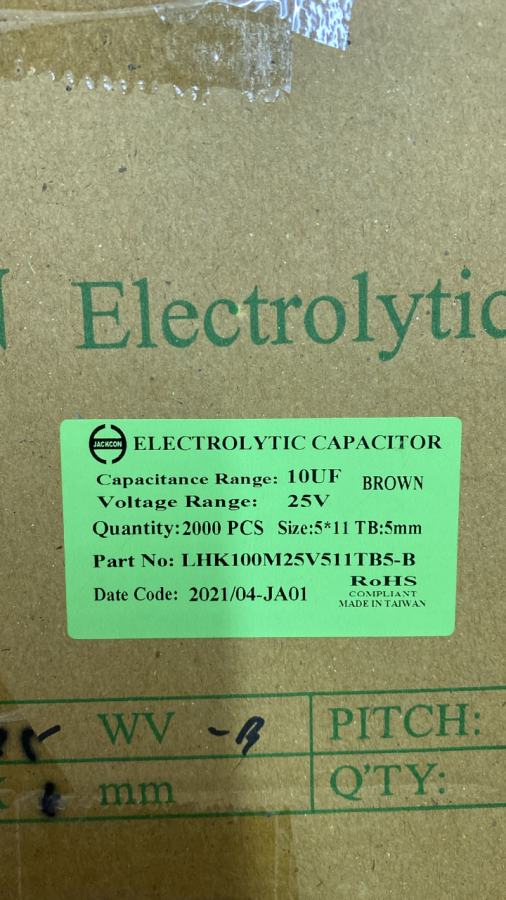 Electrolytic
JACKCON
ELECTROLYTIC CAPACITOR
Capacitance Range: 10UF BROWN
Voltage Range: 25V
Quantity:2000 PCS Size:5*11 TB:5mm
Part No: LHK100M25V511TB5-B
Date Code: 2021/04-JA01
RoHS
COMPLIANT
MADE IN TAIWAN
WV -B PITCH:
mm Q'TY: